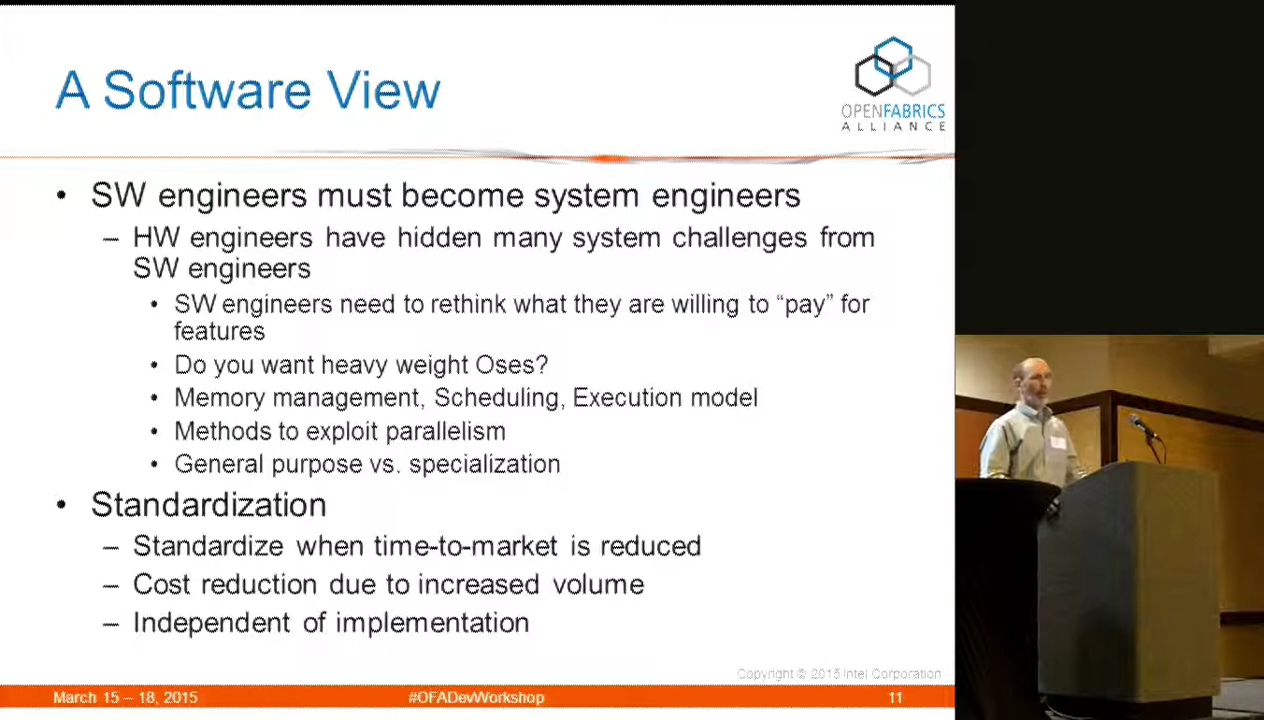 A Software View
OPENFABRICS
ALLIANCE
• SW engineers must become system engineers
– HW engineers have hidden many system challenges from
SW engineers
• SW engineers need to rethink what they are willing to “pay” for
features
• Do you want heavy weight Oses?
• Memory management, Scheduling, Execution model
• Methods to exploit parallelism
• General purpose vs. specialization
• Standardization
– Standardize when time-to-market is reduced
– Cost reduction due to increased volume
– Independent of implementation
Copyright © 2015 Intel Corporation
March 15 – 18, 2015
#OFADevWorkshop
11